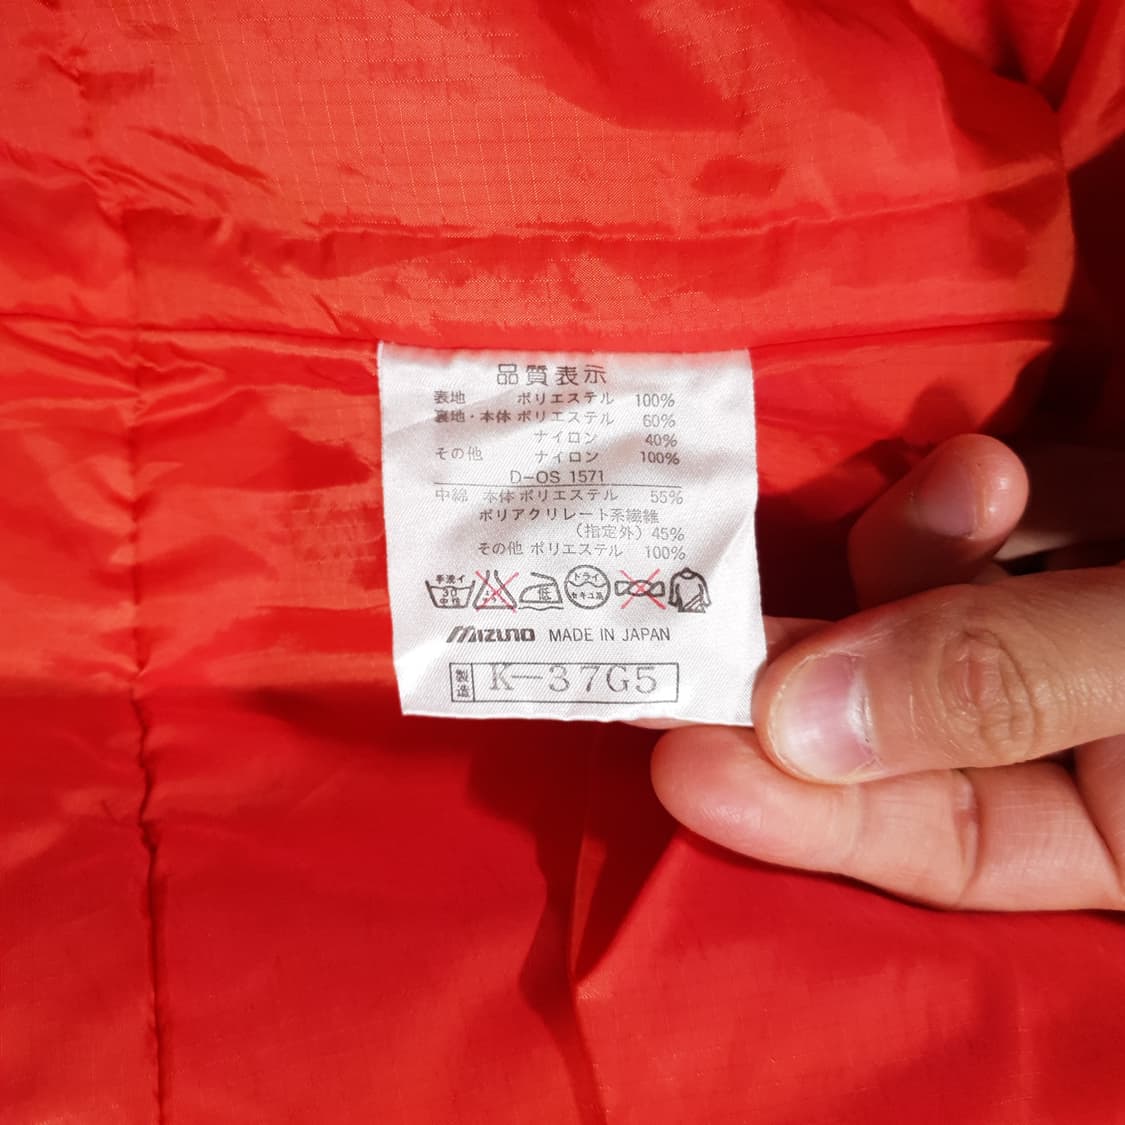 品質表示
表地 ポリエステル 100%
裏地・本体 ポリエステル 60%
ナイロン 40%
その他 ナイロン 100%
D-OS 1571
中綿 本体 ポリエステル 55%
ポリアクリレート系繊維
(指定外) 45%
その他 ポリエステル 100%
手洗イ 30 中性 低 ドライ セキユ系
MIZUNO MADE IN JAPAN
製造 K-37G5